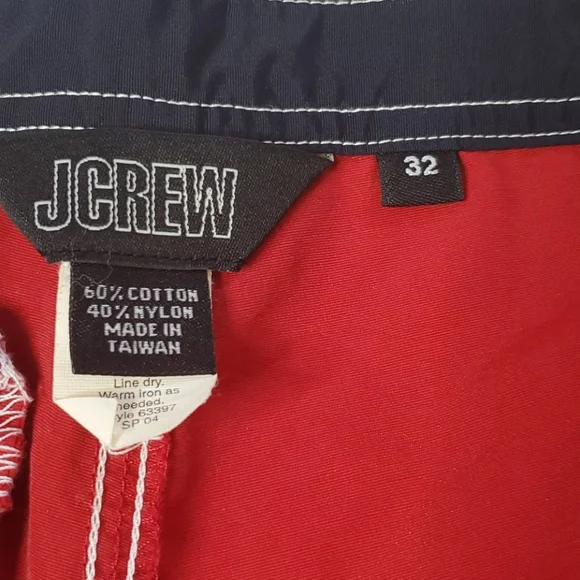 JCREW
32
60% COTTON
40% NYLON
MADE IN
TAIWAN
Line dry.
Warm iron as
needed.
yle 63397
SP 04